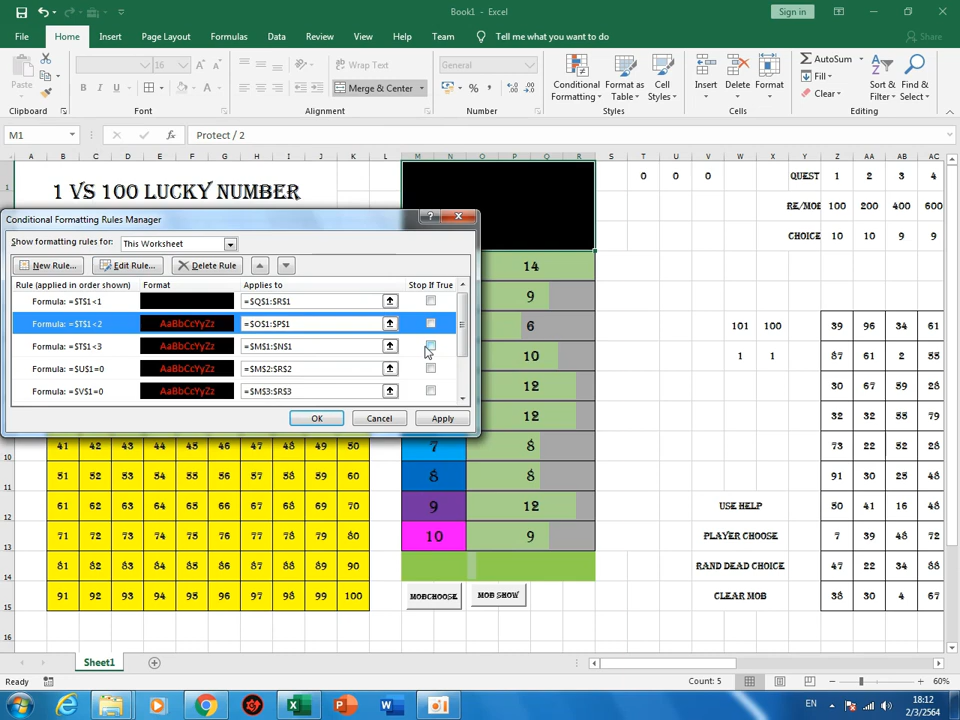 Book1 - Excel
Sign in
File Home Insert Page Layout Formulas Data Review View Help Team Tell me what you want to do Share
Paste
16
B I U
Wrap Text
Merge & Center
General
Conditional Formatting
Format as Table
Cell Styles
Insert
Delete
Format
AutoSum
Fill
Clear
Sort & Filter
Find & Select
Clipboard Font Alignment Number Styles Cells Editing
M1 fx Protect / 2
A B C D E F G H I J K L M N O P Q R S T U V W X Y Z AA AB AC
1
1 VS 100 LUCKY NUMBER
0 0 0
QUEST 1 2 3 4
100 200 400 600
CHOICE 10 10 9 9
Conditional Formatting Rules Manager
Show formatting rules for: This Worksheet
New Rule... Edit Rule... Delete Rule
Rule (applied in order shown) Format Applies to Stop If True
Formula: =$T$1<1 =$Q$1:$R$1
Formula: =$T$1<2 AaBbCcYyZz =$O$1:$P$1
Formula: =$T$1<3 AaBbCcYyZz =$M$1:$N$1
Formula: =$U$1=0 AaBbCcYyZz =$M$2:$R$2
Formula: =$V$1=0 AaBbCcYyZz =$M$3:$R$3
OK Cancel Apply
14
9
6 101 100 39 96 34 61
10 1 1 87 61 2 55
12 30 67 59 28
12 32 32 55 79
10 41 42 43 44 45 46 47 48 49 50 7 8 73 22 52 28
11 51 52 53 54 55 56 57 58 59 60 8 8 91 30 25 48
12 61 62 63 64 65 66 67 68 69 70 9 12 USE HELP 50 41 16 48
13 71 72 73 74 75 76 77 78 79 80 10 9 PLAYER CHOOSE 7 39 48 72
14 81 82 83 84 85 86 87 88 89 90 RAND DEAD CHOICE 47 22 34 88
15 91 92 93 94 95 96 97 98 99 100 MOBCHOOSE MOB SHOW CLEAR MOB 38 30 4 67
16
Sheet1
Ready Count: 5 60%
EN 18:12
2/3/2564